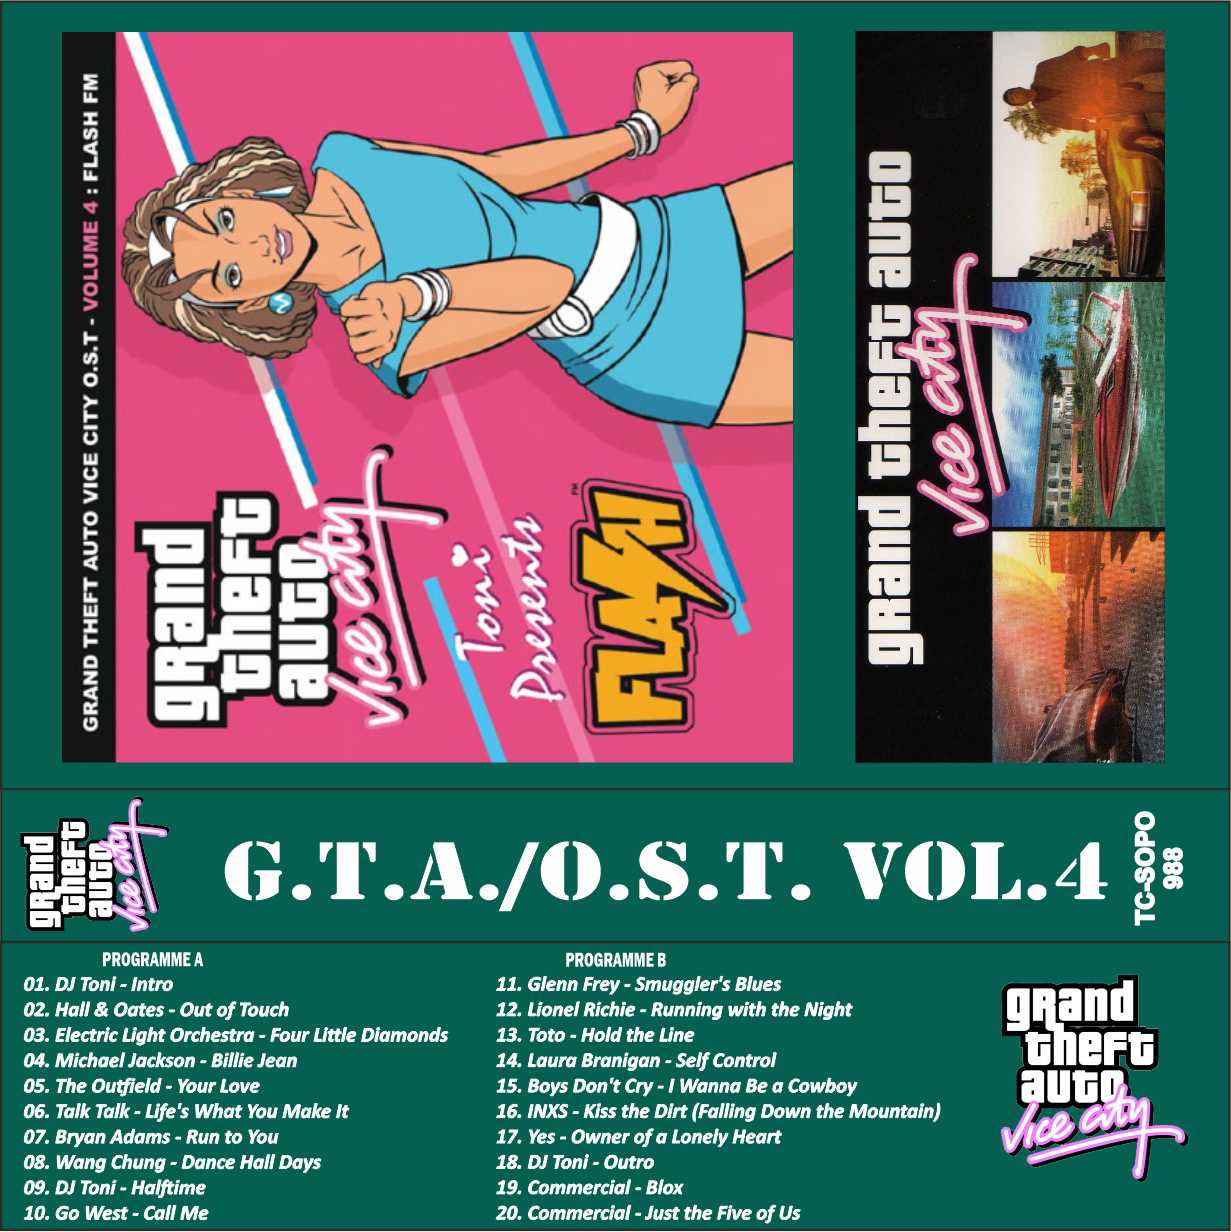 GRAND THEFT AUTO VICE CITY O.S.T - VOLUME 4 : FLASH FM
grand
theft
auto
vice city
Toni
Presents
FLASH
TM
grand theft auto
vice city
grand
theft
auto
vice city
G.T.A./O.S.T. VOL.4
TC-SOPO
988
PROGRAMME A
01. DJ Toni - Intro
02. Hall & Oates - Out of Touch
03. Electric Light Orchestra - Four Little Diamonds
04. Michael Jackson - Billie Jean
05. The Outfield - Your Love
06. Talk Talk - Life's What You Make It
07. Bryan Adams - Run to You
08. Wang Chung - Dance Hall Days
09. DJ Toni - Halftime
10. Go West - Call Me
PROGRAMME B
11. Glenn Frey - Smuggler's Blues
12. Lionel Richie - Running with the Night
13. Toto - Hold the Line
14. Laura Branigan - Self Control
15. Boys Don't Cry - I Wanna Be a Cowboy
16. INXS - Kiss the Dirt (Falling Down the Mountain)
17. Yes - Owner of a Lonely Heart
18. DJ Toni - Outro
19. Commercial - Blox
20. Commercial - Just the Five of Us
grand
theft
auto
vice city